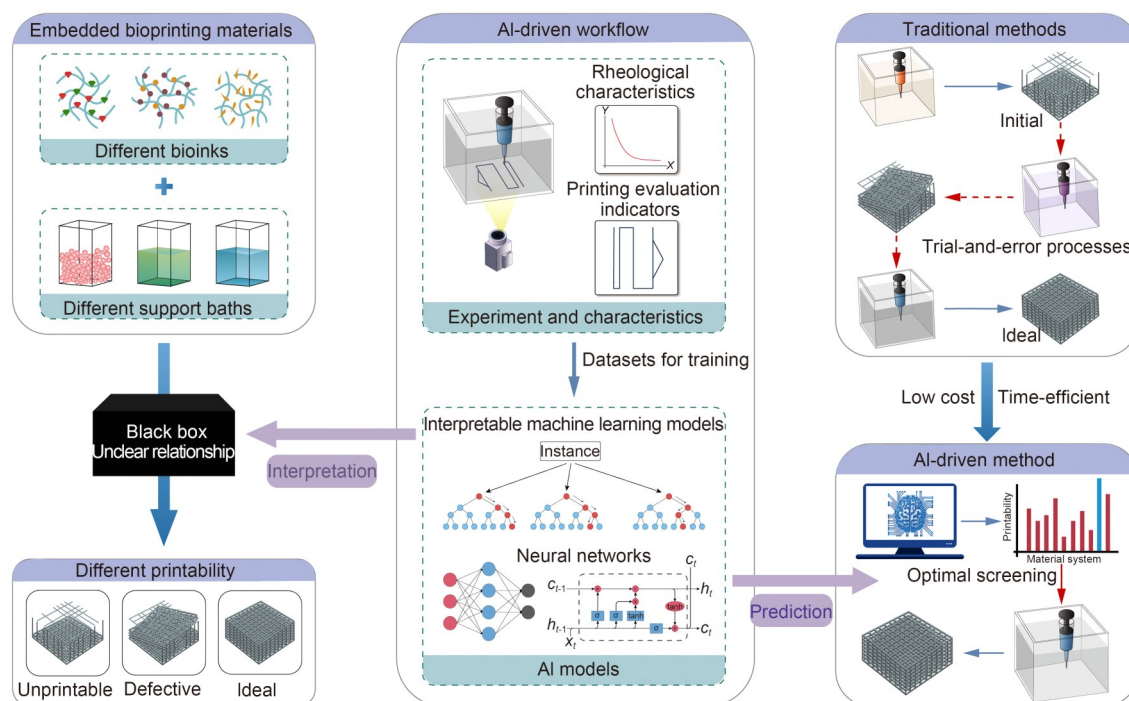 Embedded bioprinting materials
Different bioinks
+
Different support baths
Black box
Unclear relationship
Different printability
Unprintable
Defective
Ideal
AI-driven workflow
Rheological
characteristics
Y
X
Printing evaluation
indicators
Experiment and characteristics
Datasets for training
Interpretable machine learning models
Instance
Neural networks
c_{t-1}
h_{t-1}
x_t
σ
σ
tanh
σ
tanh
c_t
h_t
c_t
AI models
Interpretation
Prediction
Traditional methods
Initial
Trial-and-error processes
Ideal
Low cost
Time-efficient
AI-driven method
Printability
Material system
Optimal screening